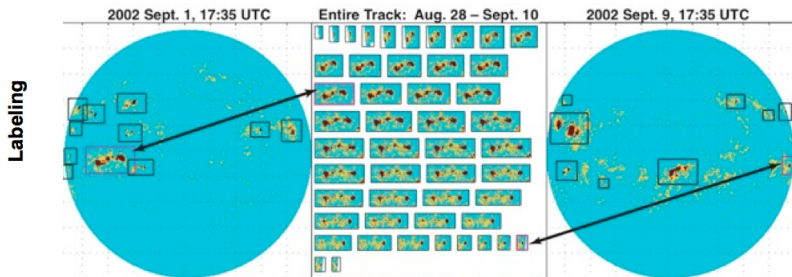 2002 Sept. 1, 17:35 UTC
Entire Track: Aug. 28 – Sept. 10
2002 Sept. 9, 17:35 UTC
Labeling